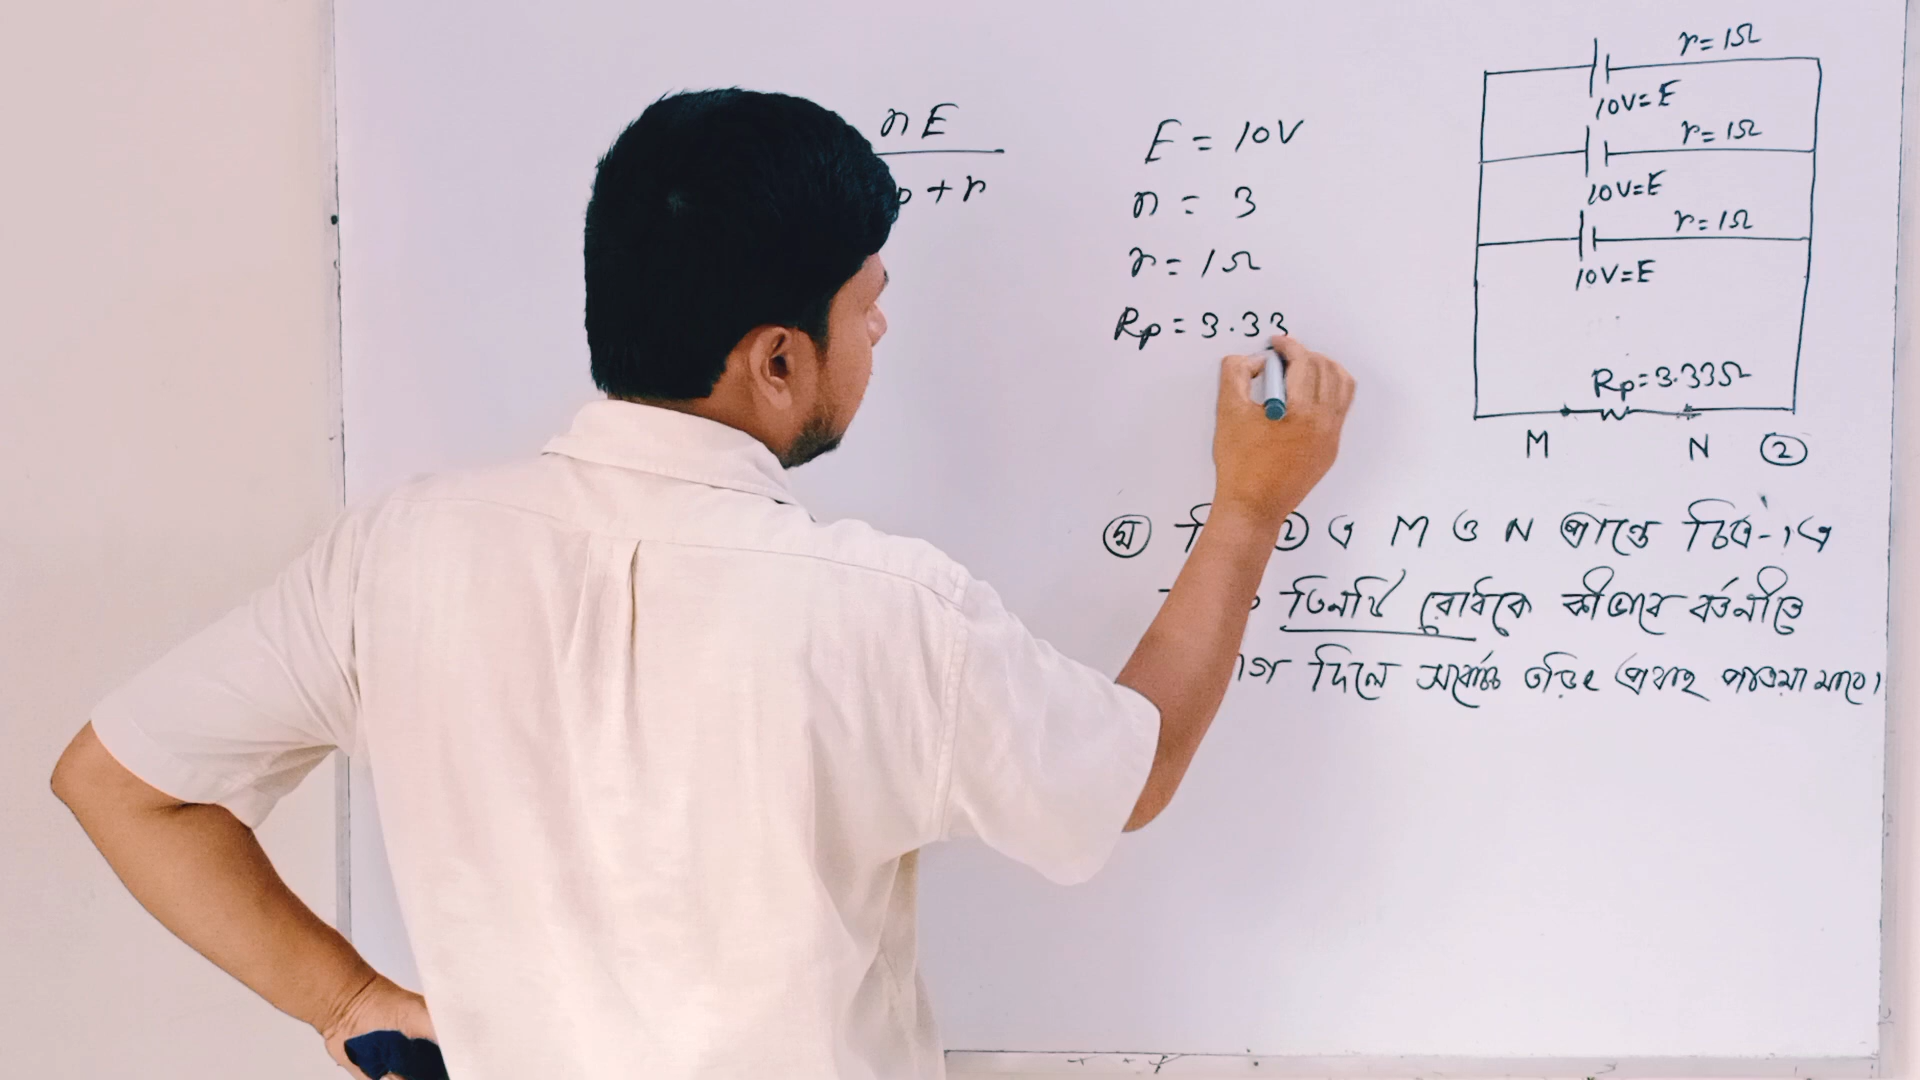 nE
p + r
E = 10V
n = 3
r = 1Ω
Rp = 3.33
r = 1Ω
10V = E
r = 1Ω
10V = E
r = 1Ω
10V = E
Rp = 3.33Ω
M N ②
ঘ ② এ M ও N প্রান্তে চিত্র-১ এ
তিনটি রোধকে কীভাবে বর্তনীতে
দিলে সর্বোচ্চ তড়িৎ প্রবাহ পাওয়া যাবে।